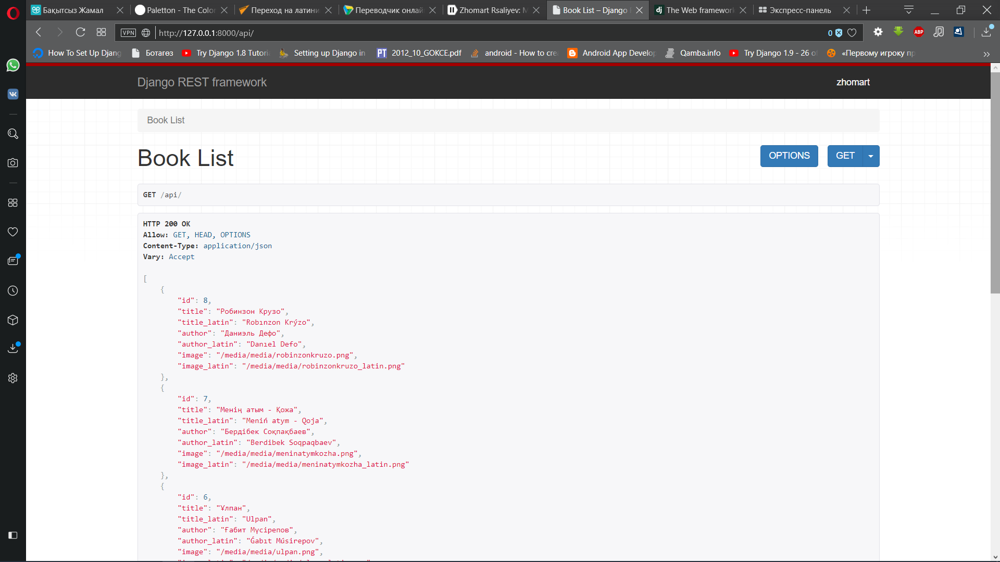 Бақытсыз Жамал
Paletton - The Color
Переход на латини
Переводчик онлай
Zhomart Rsaliyev: M
Book List – Django
The Web framework
Экспресс-панель
VPN
http://127.0.0.1:8000/api/
0
ABP
How To Set Up Djang
Ботагөз
Try Django 1.8 Tutori
Setting up Django in
PT
2012_10_GOKCE.pdf
android - How to cre
Android App Develo
Qamba.info
Try Django 1.9 - 26 o
«Первому игроку пр
Django REST framework
zhomart
Book List
Book List
OPTIONS
GET
GET /api/
HTTP 200 OK
Allow: GET, HEAD, OPTIONS
Content-Type: application/json
Vary: Accept
[
{
"id": 8,
"title": "Робинзон Крузо",
"title_latin": "Robınzon Krýzo",
"author": "Даниэль Дефо",
"author_latin": "Danıel Defo",
"image": "/media/media/robinzonkruzo.png",
"image_latin": "/media/media/robinzonkruzo_latin.png"
},
{
"id": 7,
"title": "Менің атым - Қожа",
"title_latin": "Meniń atym - Qoja",
"author": "Бердібек Соқпақбаев",
"author_latin": "Berdibek Soqpaqbaev",
"image": "/media/media/meninatymkozha.png",
"image_latin": "/media/media/meninatymkozha_latin.png"
},
{
"id": 6,
"title": "Ұлпан",
"title_latin": "Ulpan",
"author": "Ғабит Мүсірепов",
"author_latin": "Ǵabıt Músirepov",
"image": "/media/media/ulpan.png",